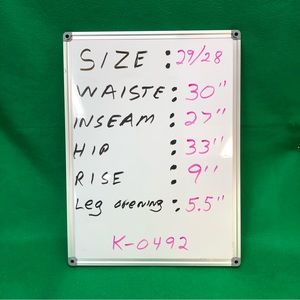 SIZE : 29/28
WAISTE : 30"
INSEAM : 27"
HIP : 33"
RISE : 9"
Leg opening : 5.5"
K-0492